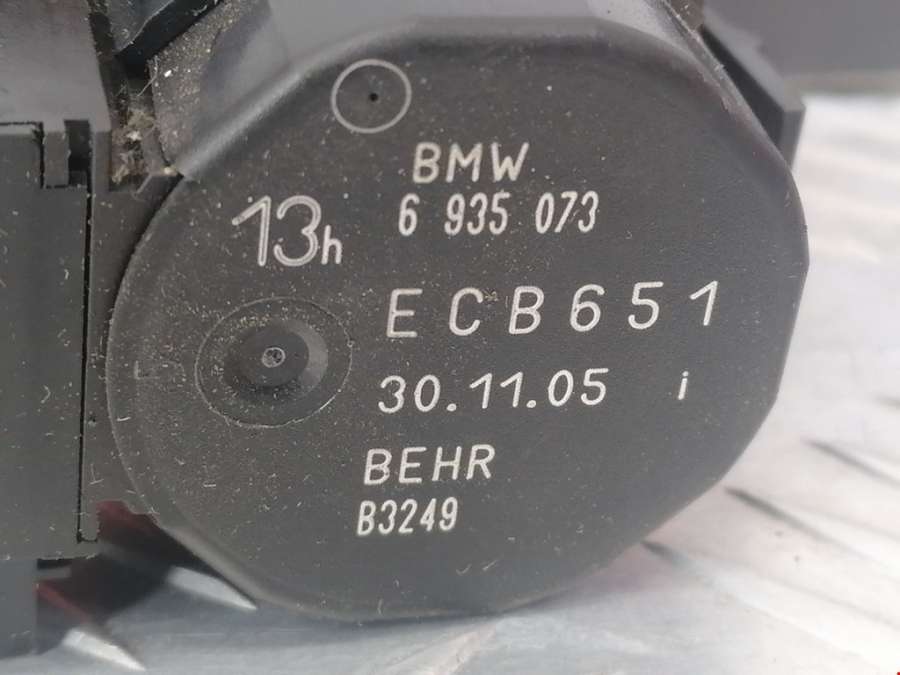 BMW
6 935 073
13h
ECB651
30.11.05 i
BEHR
B3249